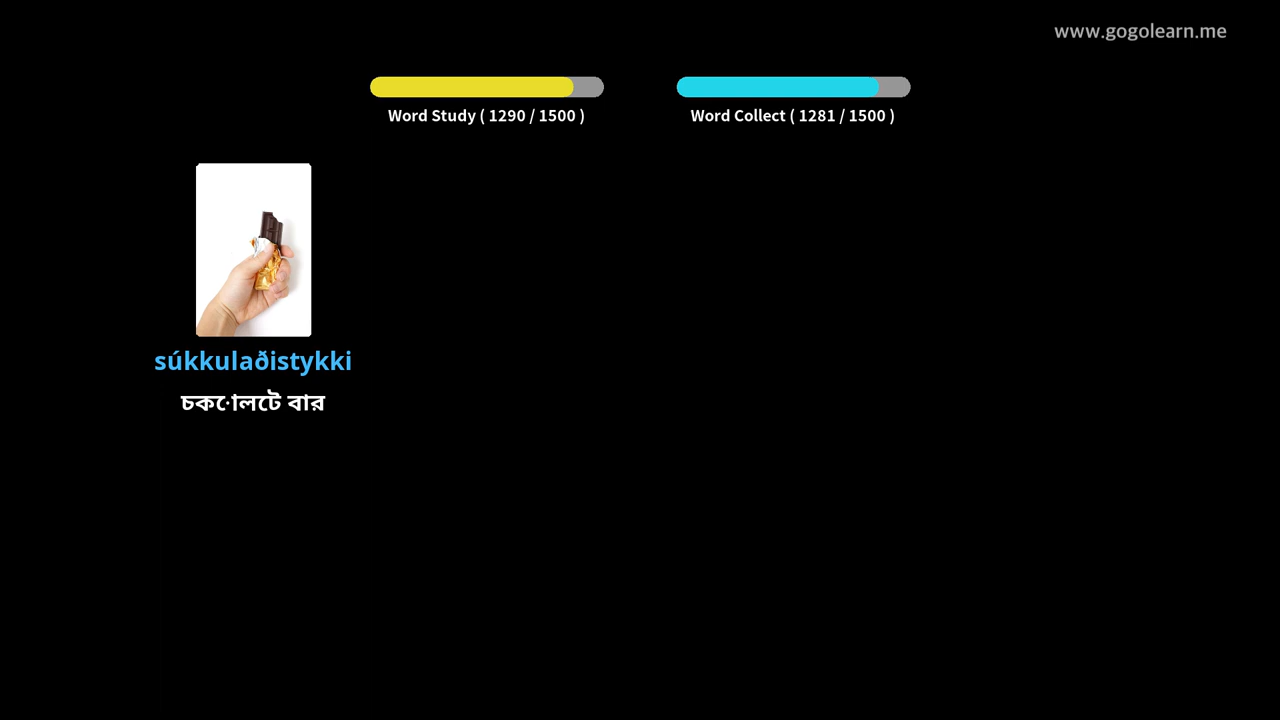 www.gogolearn.me
Word Study ( 1290 / 1500 )
Word Collect ( 1281 / 1500 )
súkkulaðistykki
চকোলেট বার